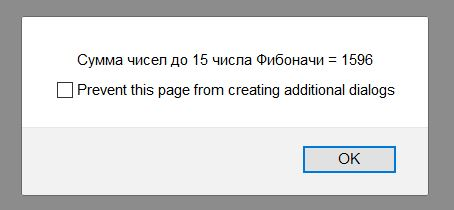 Сумма чисел до 15 числа Фибоначи = 1596
Prevent this page from creating additional dialogs
OK